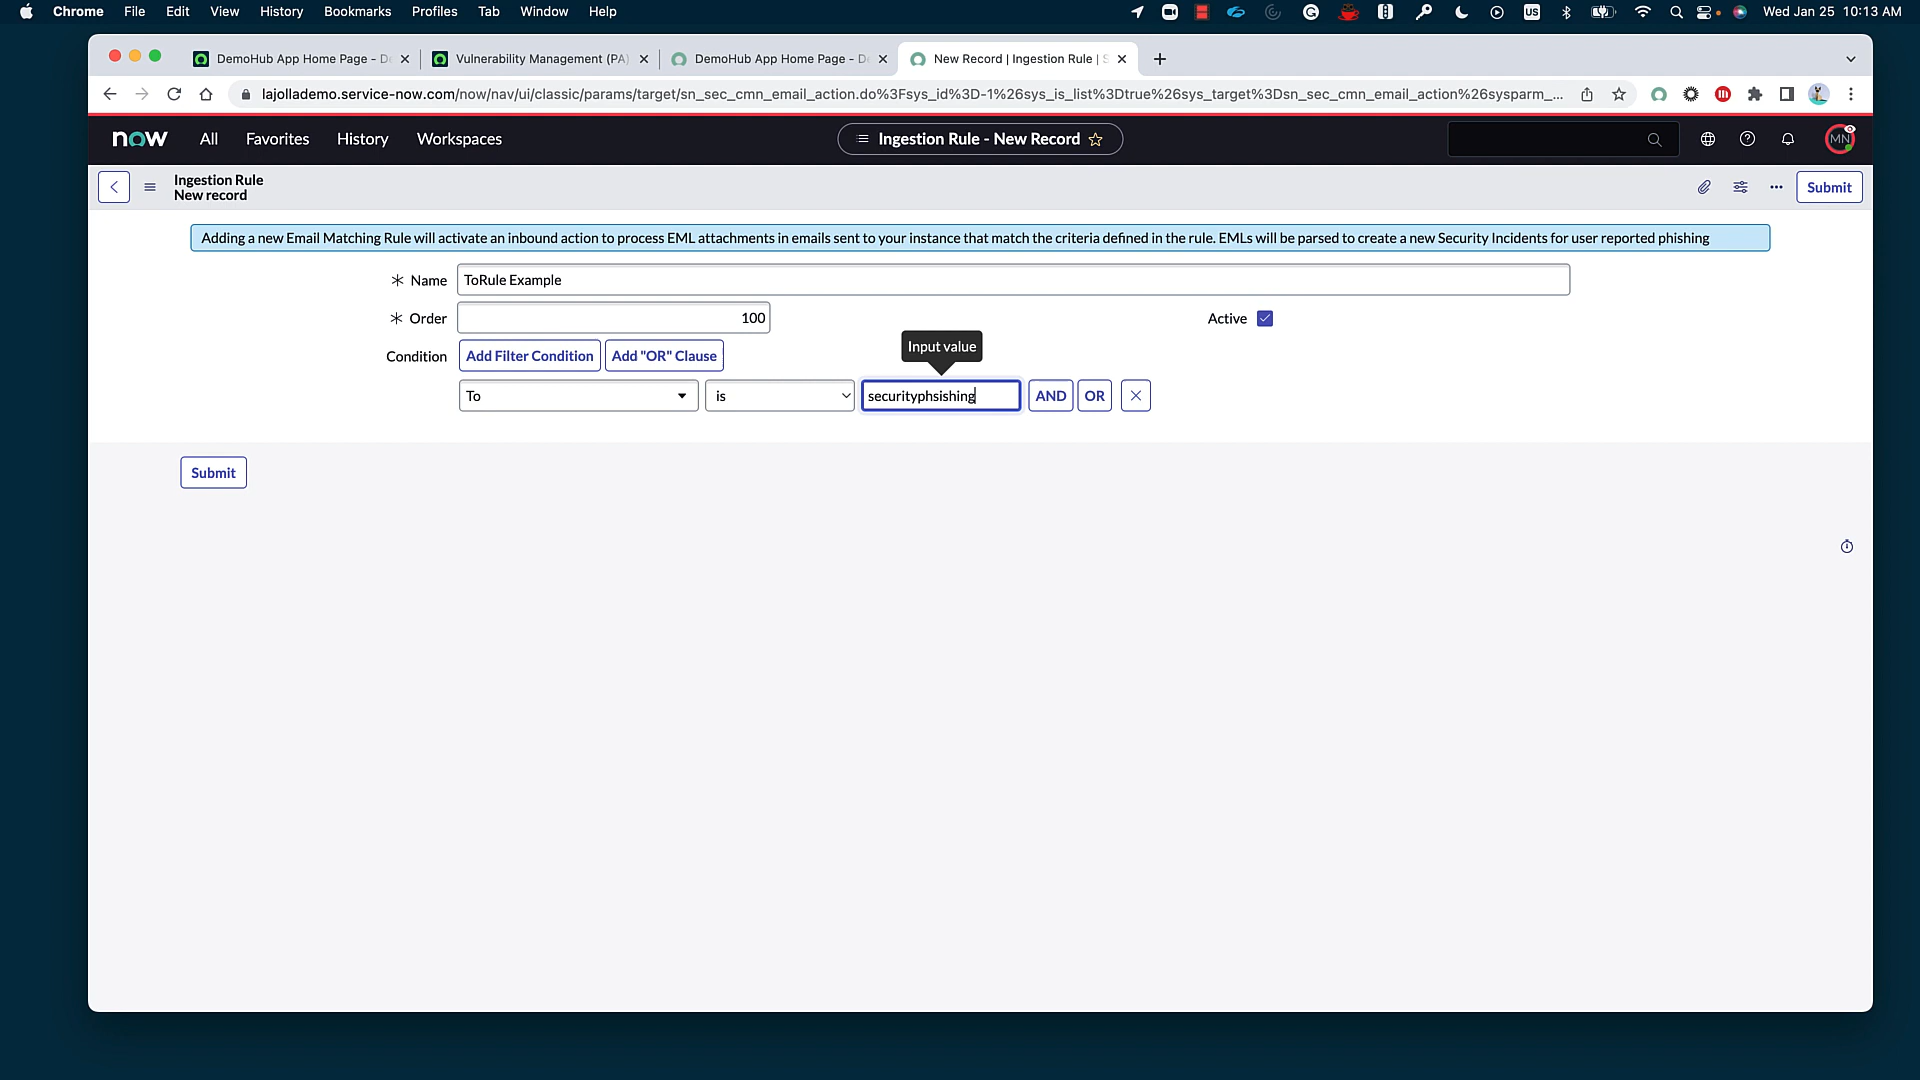 Chrome File Edit View History Bookmarks Profiles Tab Window Help US Wed Jan 25 10:13 AM
DemoHub App Home Page - D Vulnerability Management (PA) DemoHub App Home Page - D New Record | Ingestion Rule | S
lajollademo.service-now.com/now/nav/ui/classic/params/target/sn_sec_cmn_email_action.do%3Fsys_id%3D-1%26sys_is_list%3Dtrue%26sys_target%3Dsn_sec_cmn_email_action%26sysparm_...
now All Favorites History Workspaces Ingestion Rule - New Record MN
Ingestion Rule
New record
Submit
Adding a new Email Matching Rule will activate an inbound action to process EML attachments in emails sent to your instance that match the criteria defined in the rule. EMLs will be parsed to create a new Security Incidents for user reported phishing
Name ToRule Example
Order 100 Active
Input value
Condition Add Filter Condition Add "OR" Clause
To is securityphsishing AND OR
Submit